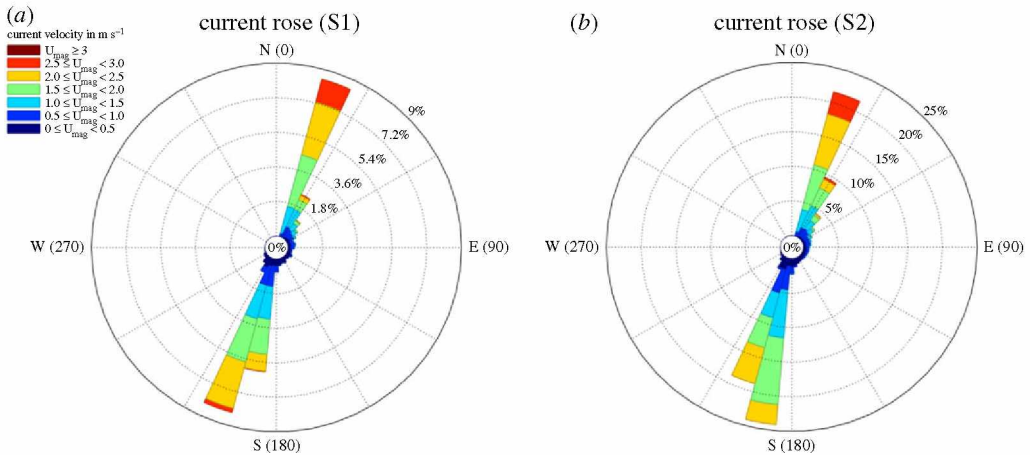 (a)
current rose (S1)
current velocity in m s⁻¹
U_mag ≥ 3
2.5 ≤ U_mag < 3.0
2.0 ≤ U_mag < 2.5
1.5 ≤ U_mag < 2.0
1.0 ≤ U_mag < 1.5
0.5 ≤ U_mag < 1.0
0 ≤ U_mag < 0.5
N (0)
9%
7.2%
5.4%
3.6%
1.8%
0%
W (270)
E (90)
S (180)
(b)
current rose (S2)
N (0)
25%
20%
15%
10%
5%
0%
W (270)
E (90)
S (180)